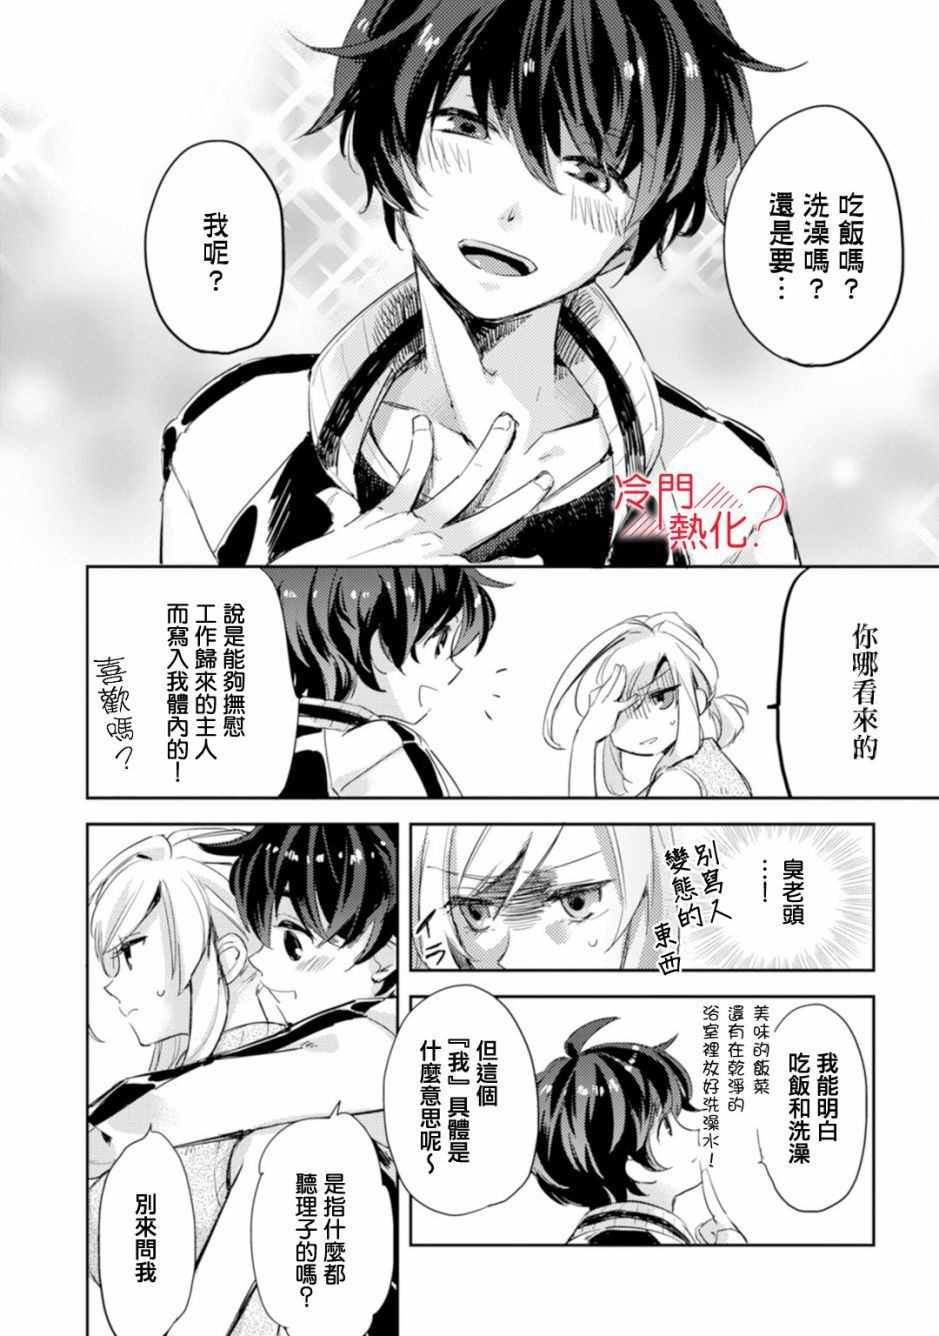 吃飯嗎？
洗澡嗎？
還是要…
我呢？
冷門
熱化？
你哪看來的
說是能夠撫慰
工作歸來的主人
而寫入我體內的！
喜歡嗎？
臭老頭
…！
別寫入
變態的
東西
イラ
我能明白
吃飯和洗澡
美味的飯菜
還有在乾淨的
浴室裡放好洗澡水！
但這個
『我』具體是
什麼意思呢～
是指什麼都
聽理子的嗎？
別來問我